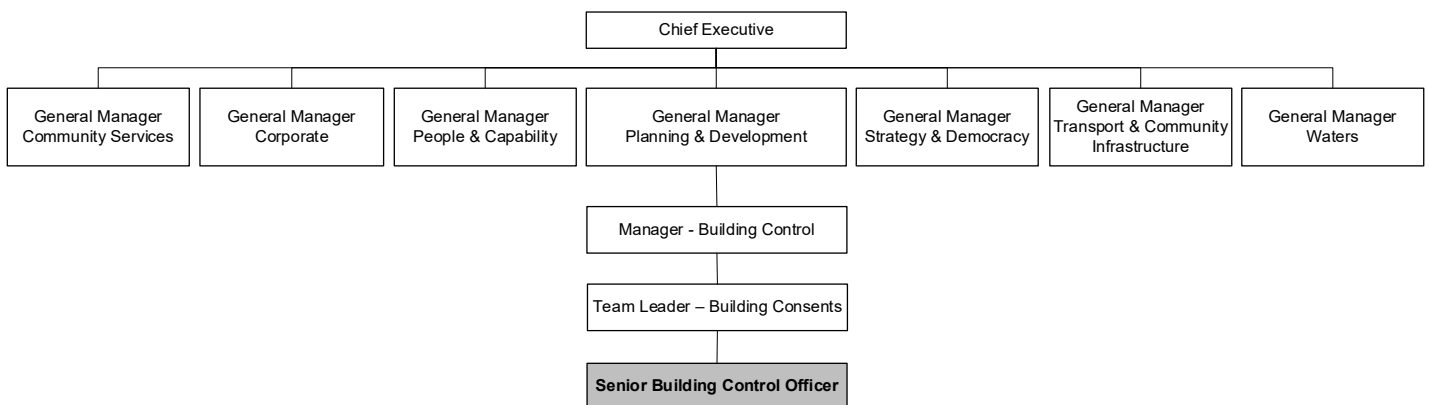 Chief Executive
General Manager
Community Services
General Manager
Corporate
General Manager
People & Capability
General Manager
Planning & Development
General Manager
Strategy & Democracy
General Manager
Transport & Community
Infrastructure
General Manager
Waters
Manager - Building Control
Team Leader – Building Consents
Senior Building Control Officer